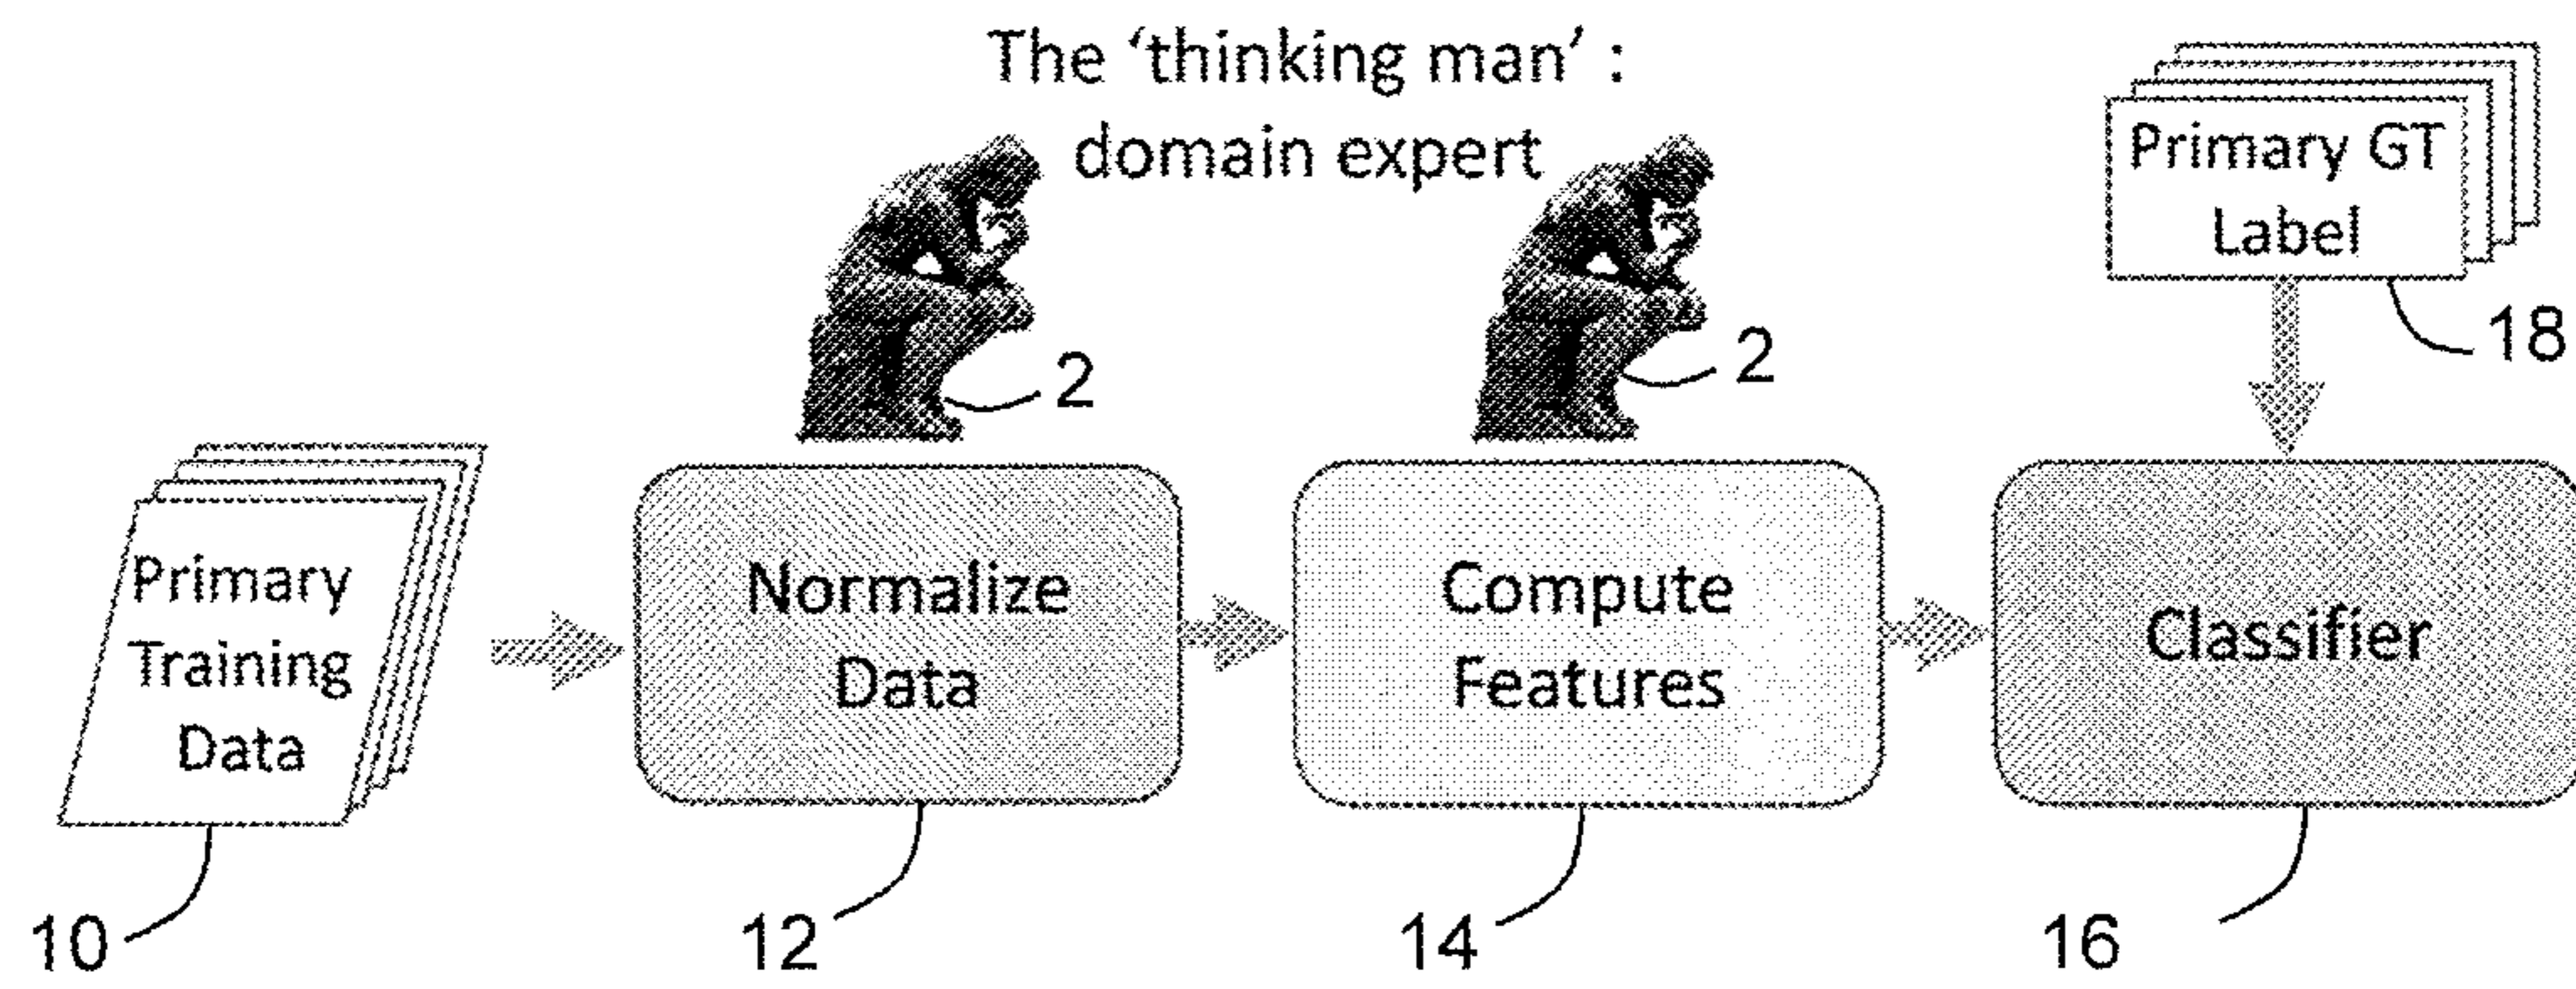 The ‘thinking man’ :
domain expert
Primary GT
Label
18
2
2
Primary
Training
Data
Normalize
Data
Compute
Features
Classifier
10
12
14
16